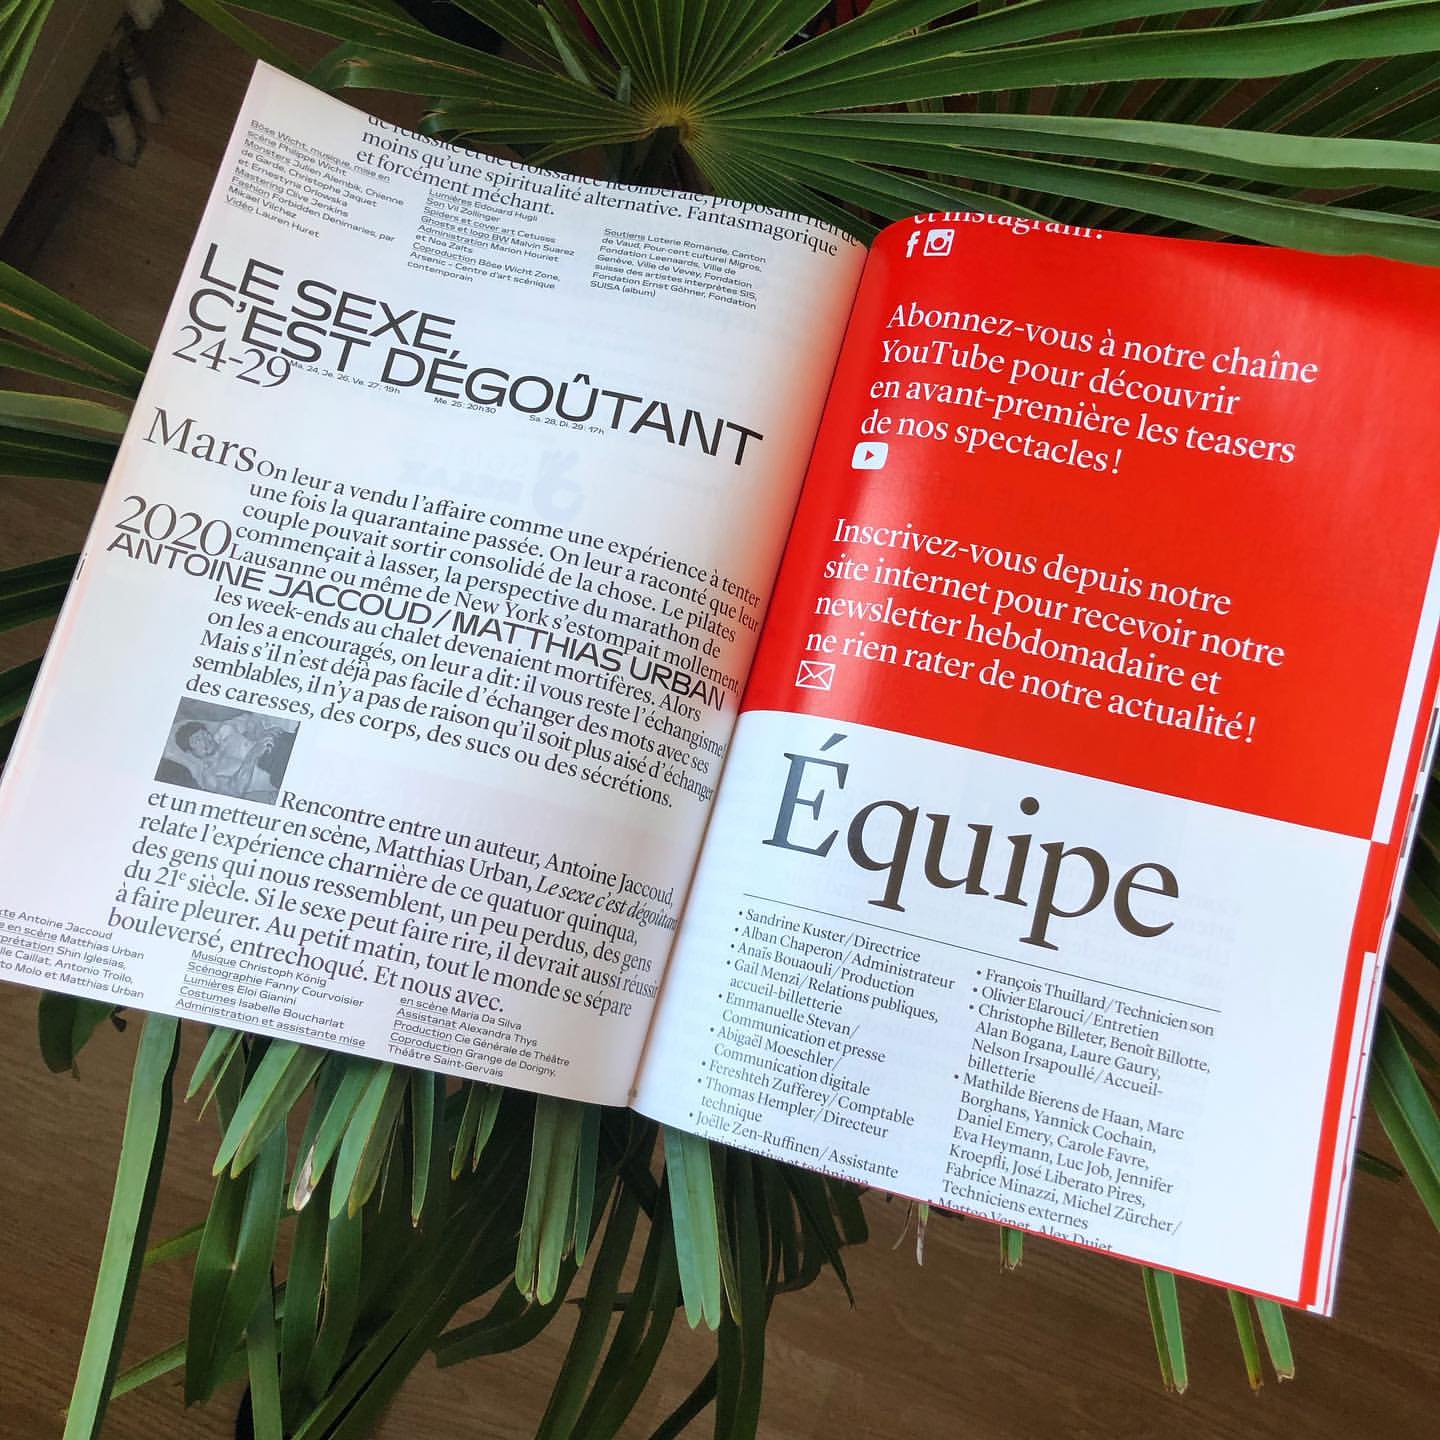 de réussite et de croissance néolibérale, proposant rien de
moins qu'une spiritualité alternative. Fantasmagorique
et forcément méchant.
Böse Wicht, musique, mise en
scène Philippe Wicht
Monsters Julien Alembik, Chienne
de Garde, Christophe Jaquet
et Ernestyna Orlowska
Mastering Clive Jenkins
Fashion Forbidden Denimaries, par
Mikael Vilchez
Vidéo Lauren Huret
Lumières Edouard Hugli
Son Vil Zollinger
Spiders et cover art Cetusss
Ghosts et logo BW Malvin Suarez
Administration Marion Houriet
et Noa Zafs
Coproduction Böse Wicht Zone,
Arsenic – Centre d'art scénique
contemporain
Soutiens Loterie Romande, Canton
de Vaud, Pour-cent culturel Migros,
Fondation Leenaards, Ville de
Genève, Ville de Vevey, Fondation
suisse des artistes interprètes SIS,
Fondation Ernst Göhner, Fondation
SUISA (album)
LE SEXE,
C'EST DÉGOÛTANT
24-29
Ma. 24, Je. 26, Ve. 27: 19h
Me. 25: 20h30
Sa. 28, Di. 29: 17h
Mars
2020
On leur a vendu l'affaire comme une expérience à tenter
une fois la quarantaine passée. On leur a raconté que leur
couple pouvait sortir consolidé de la chose. Le pilates
commençait à lasser, la perspective du marathon de
Lausanne ou même de New York s'estompait mollement,
ANTOINE JACCOUD/MATTHIAS URBAN
les week-ends au chalet devenaient mortifères. Alors
on les a encouragés, on leur a dit: il vous reste l'échangisme!
Mais s'il n'est déjà pas facile d'échanger des mots avec ses
semblables, il n'y a pas de raison qu'il soit plus aisé d'échanger
des caresses, des corps, des sucs ou des sécrétions.
Rencontre entre un auteur, Antoine Jaccoud,
et un metteur en scène, Matthias Urban, Le sexe c'est dégoûtant
relate l'expérience charnière de ce quatuor quinqua,
des gens qui nous ressemblent, un peu perdus, des gens
du 21e siècle. Si le sexe peut faire rire, il devrait aussi réussir
à faire pleurer. Au petit matin, tout le monde se sépare
bouleversé, entrechoqué. Et nous avec.
Antoine Jaccoud
en scène Matthias Urban
Shin Iglesias,
Caillat, Antonio Troilo,
Molo et Matthias Urban
Musique Christoph König
Scénographie Fanny Courvoisier
Lumières Eloi Gianini
Costumes Isabelle Boucharlat
Administration et assistante mise
en scène Maria Da Silva
Assistanat Alexandra Thys
Production Cie Générale de Théâtre
Coproduction Grange de Dorigny,
Théâtre Saint-Gervais
et Instagram!
Abonnez-vous à notre chaîne
YouTube pour découvrir
en avant-première les teasers
de nos spectacles!
Inscrivez-vous depuis notre
site internet pour recevoir notre
newsletter hebdomadaire et
ne rien rater de notre actualité!
Équipe
• Sandrine Kuster/Directrice
• Alban Chaperon/Administrateur
• Anaïs Bouaouli/Production
• Gail Menzi/Relations publiques,
accueil-billetterie
• Emmanuelle Stevan/
Communication et presse
• Abigaël Moeschler/
Communication digitale
• Fereshteh Zufferey/Comptable
• Thomas Hempler/Directeur
technique
• Joëlle Zen-Ruffinen/Assistante
administrative et technique
• François Thuillard/Technicien son
• Olivier Elarouci/Entretien
• Christophe Billeter, Benoît Billotte,
Alan Bogana, Laure Gaury,
Nelson Irsapoullé/Accueil-
billetterie
• Mathilde Bierens de Haan, Marc
Borghans, Yannick Cochain,
Daniel Emery, Carole Favre,
Eva Heymann, Luc Job, Jennifer
Kroepfli, José Liberato Pires,
Fabrice Minazzi, Michel Zürcher/
Techniciens externes
• Matteo Venet, Alex Dujet